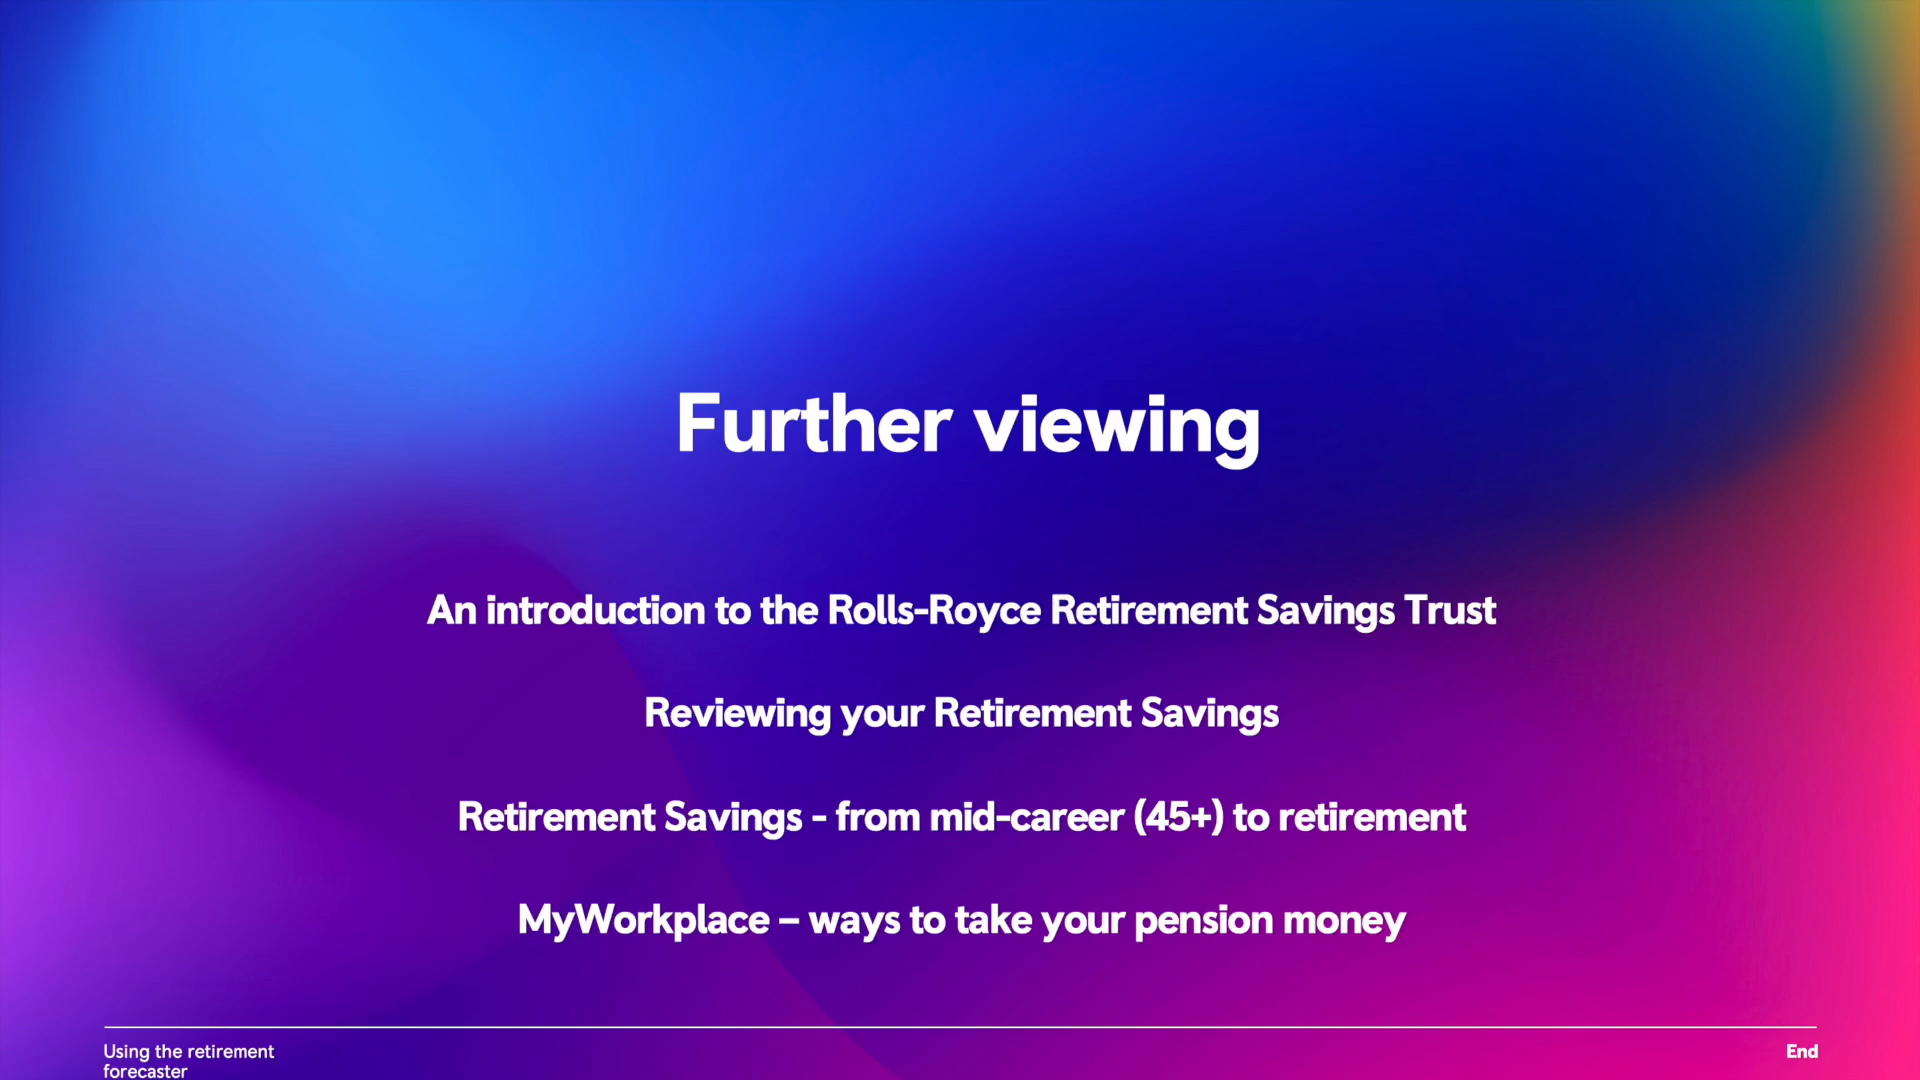 Further viewing
An introduction to the Rolls-Royce Retirement Savings Trust
Reviewing your Retirement Savings
Retirement Savings - from mid-career (45+) to retirement
MyWorkplace – ways to take your pension money
Using the retirement
forecaster
End